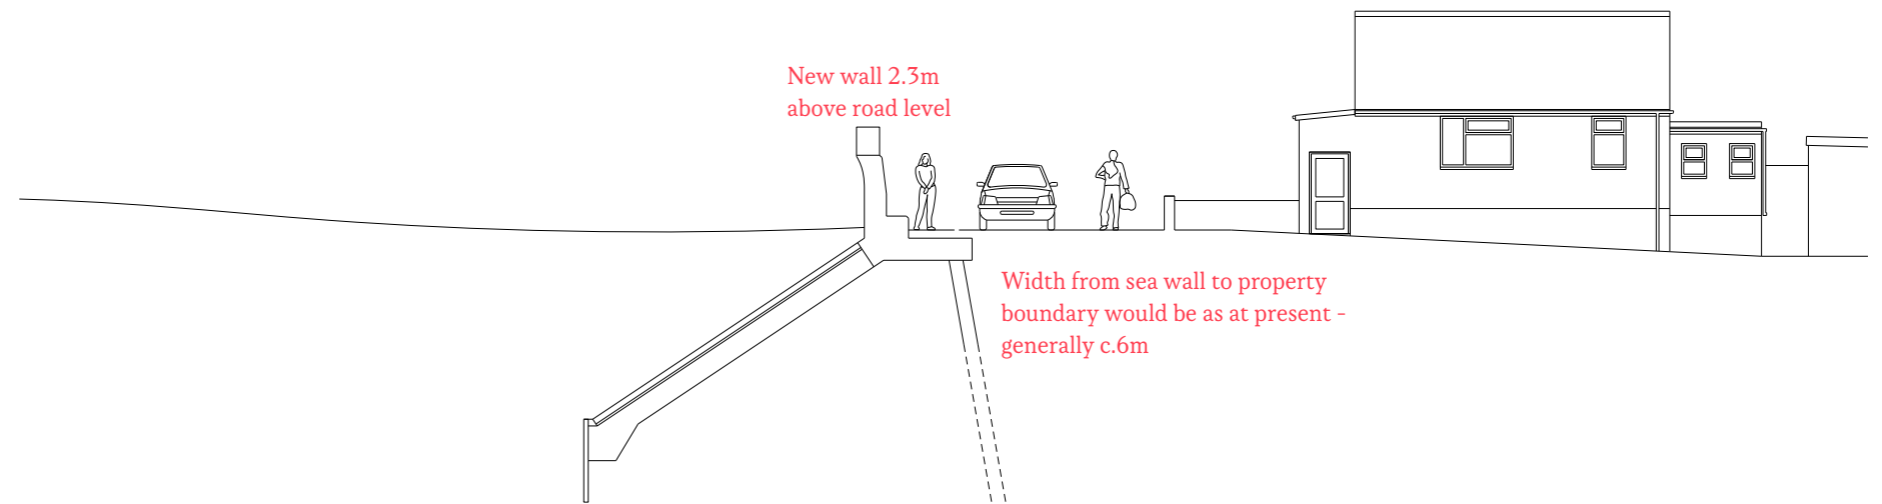 New wall 2.3m
above road level
Width from sea wall to property
boundary would be as at present -
generally c.6m